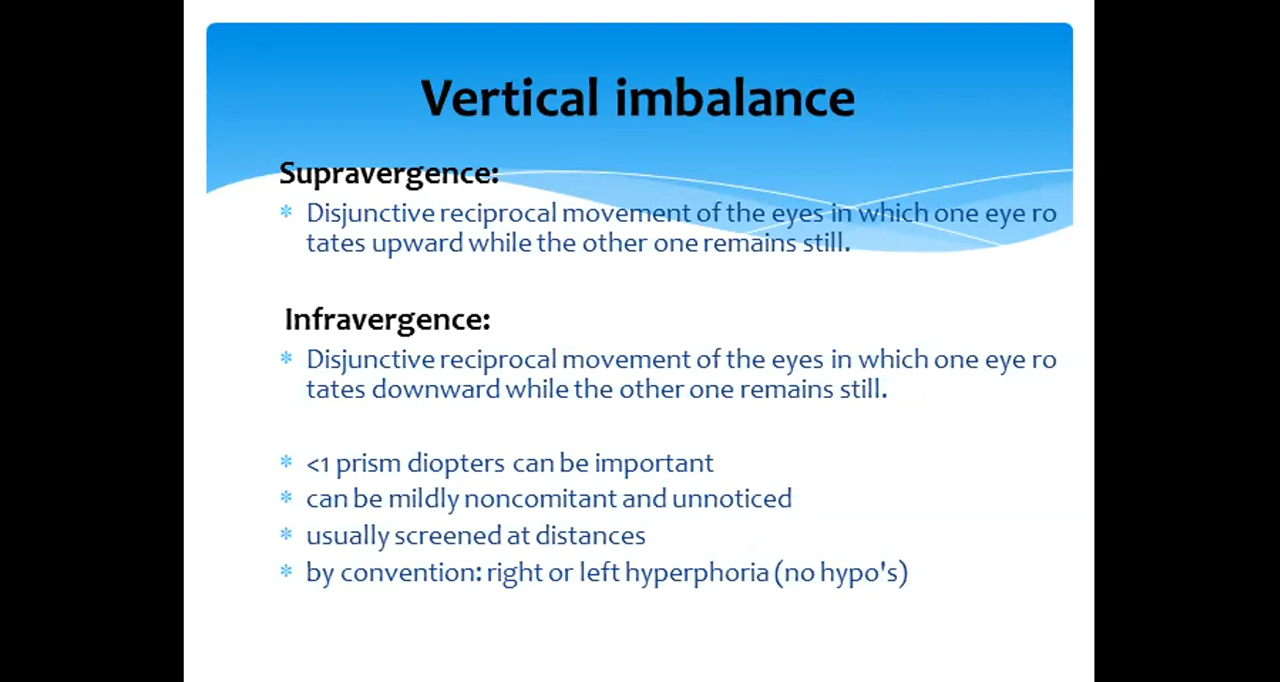 Vertical imbalance
Supravergence:
* Disjunctive reciprocal movement of the eyes in which one eye ro
tates upward while the other one remains still.
Infravergence:
* Disjunctive reciprocal movement of the eyes in which one eye ro
tates downward while the other one remains still.
* <1 prism diopters can be important
* can be mildly noncomitant and unnoticed
* usually screened at distances
* by convention: right or left hyperphoria (no hypo's)